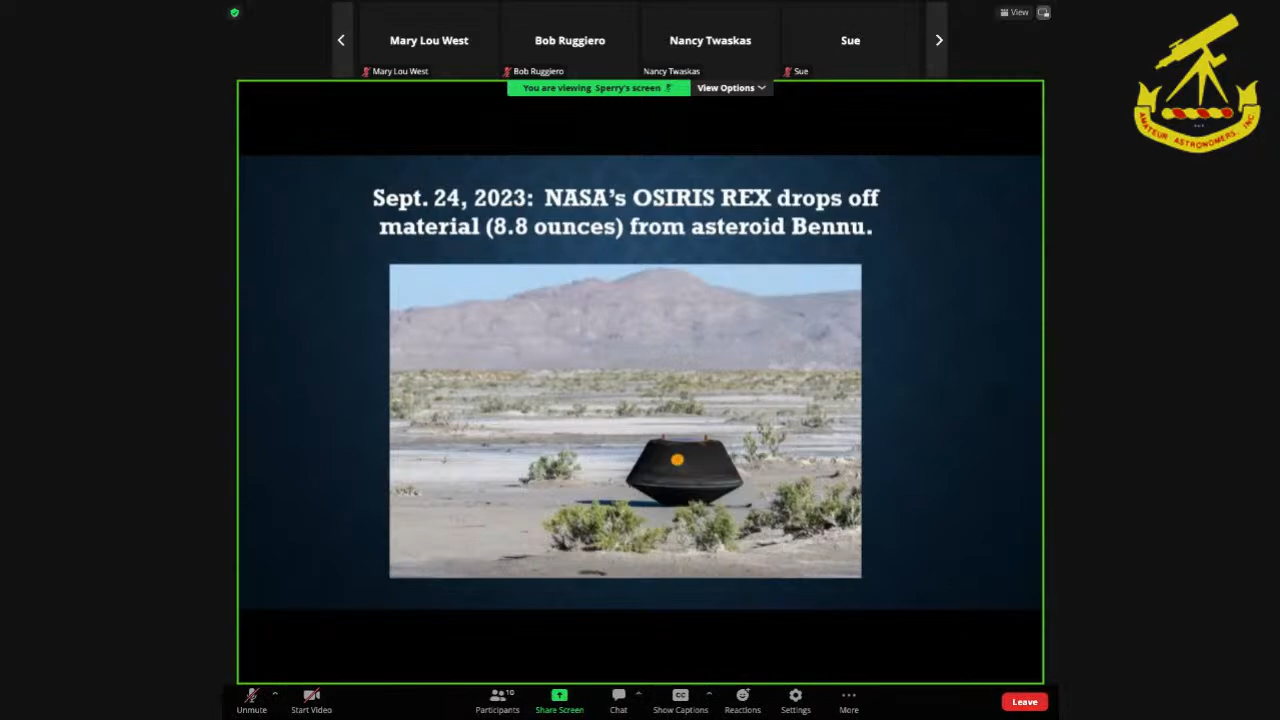 View
Mary Lou West
Bob Ruggiero
Nancy Twaskas
Sue
Mary Lou West
Bob Ruggiero
Nancy Twaskas
Sue
You are viewing Sperry's screen
View Options
AMATEUR ASTRONOMERS, INC
Sept. 24, 2023: NASA's OSIRIS REX drops off
material (8.8 ounces) from asteroid Bennu.
Unmute
Start Video
Participants
10
Share Screen
Chat
CC
Show Captions
Reactions
Settings
More
Leave